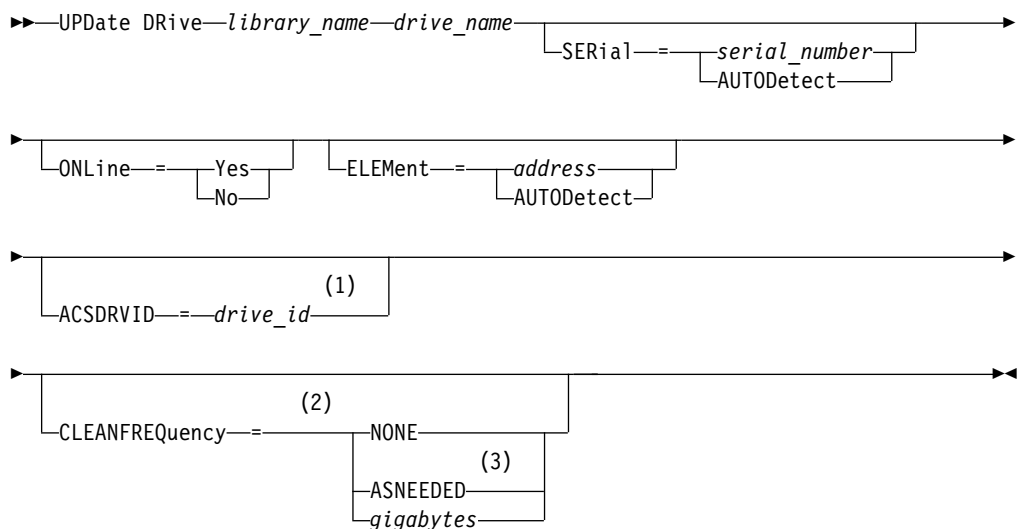 UPDate DRive library_name drive_name
SERial = serial_number
AUTODetect
ONLine = Yes
No
ELEMent = address
AUTODetect
(1)
ACSDRVID = drive_id
(2)
CLEANFREQuency = NONE
(3)
ASNEEDED
gigabytes